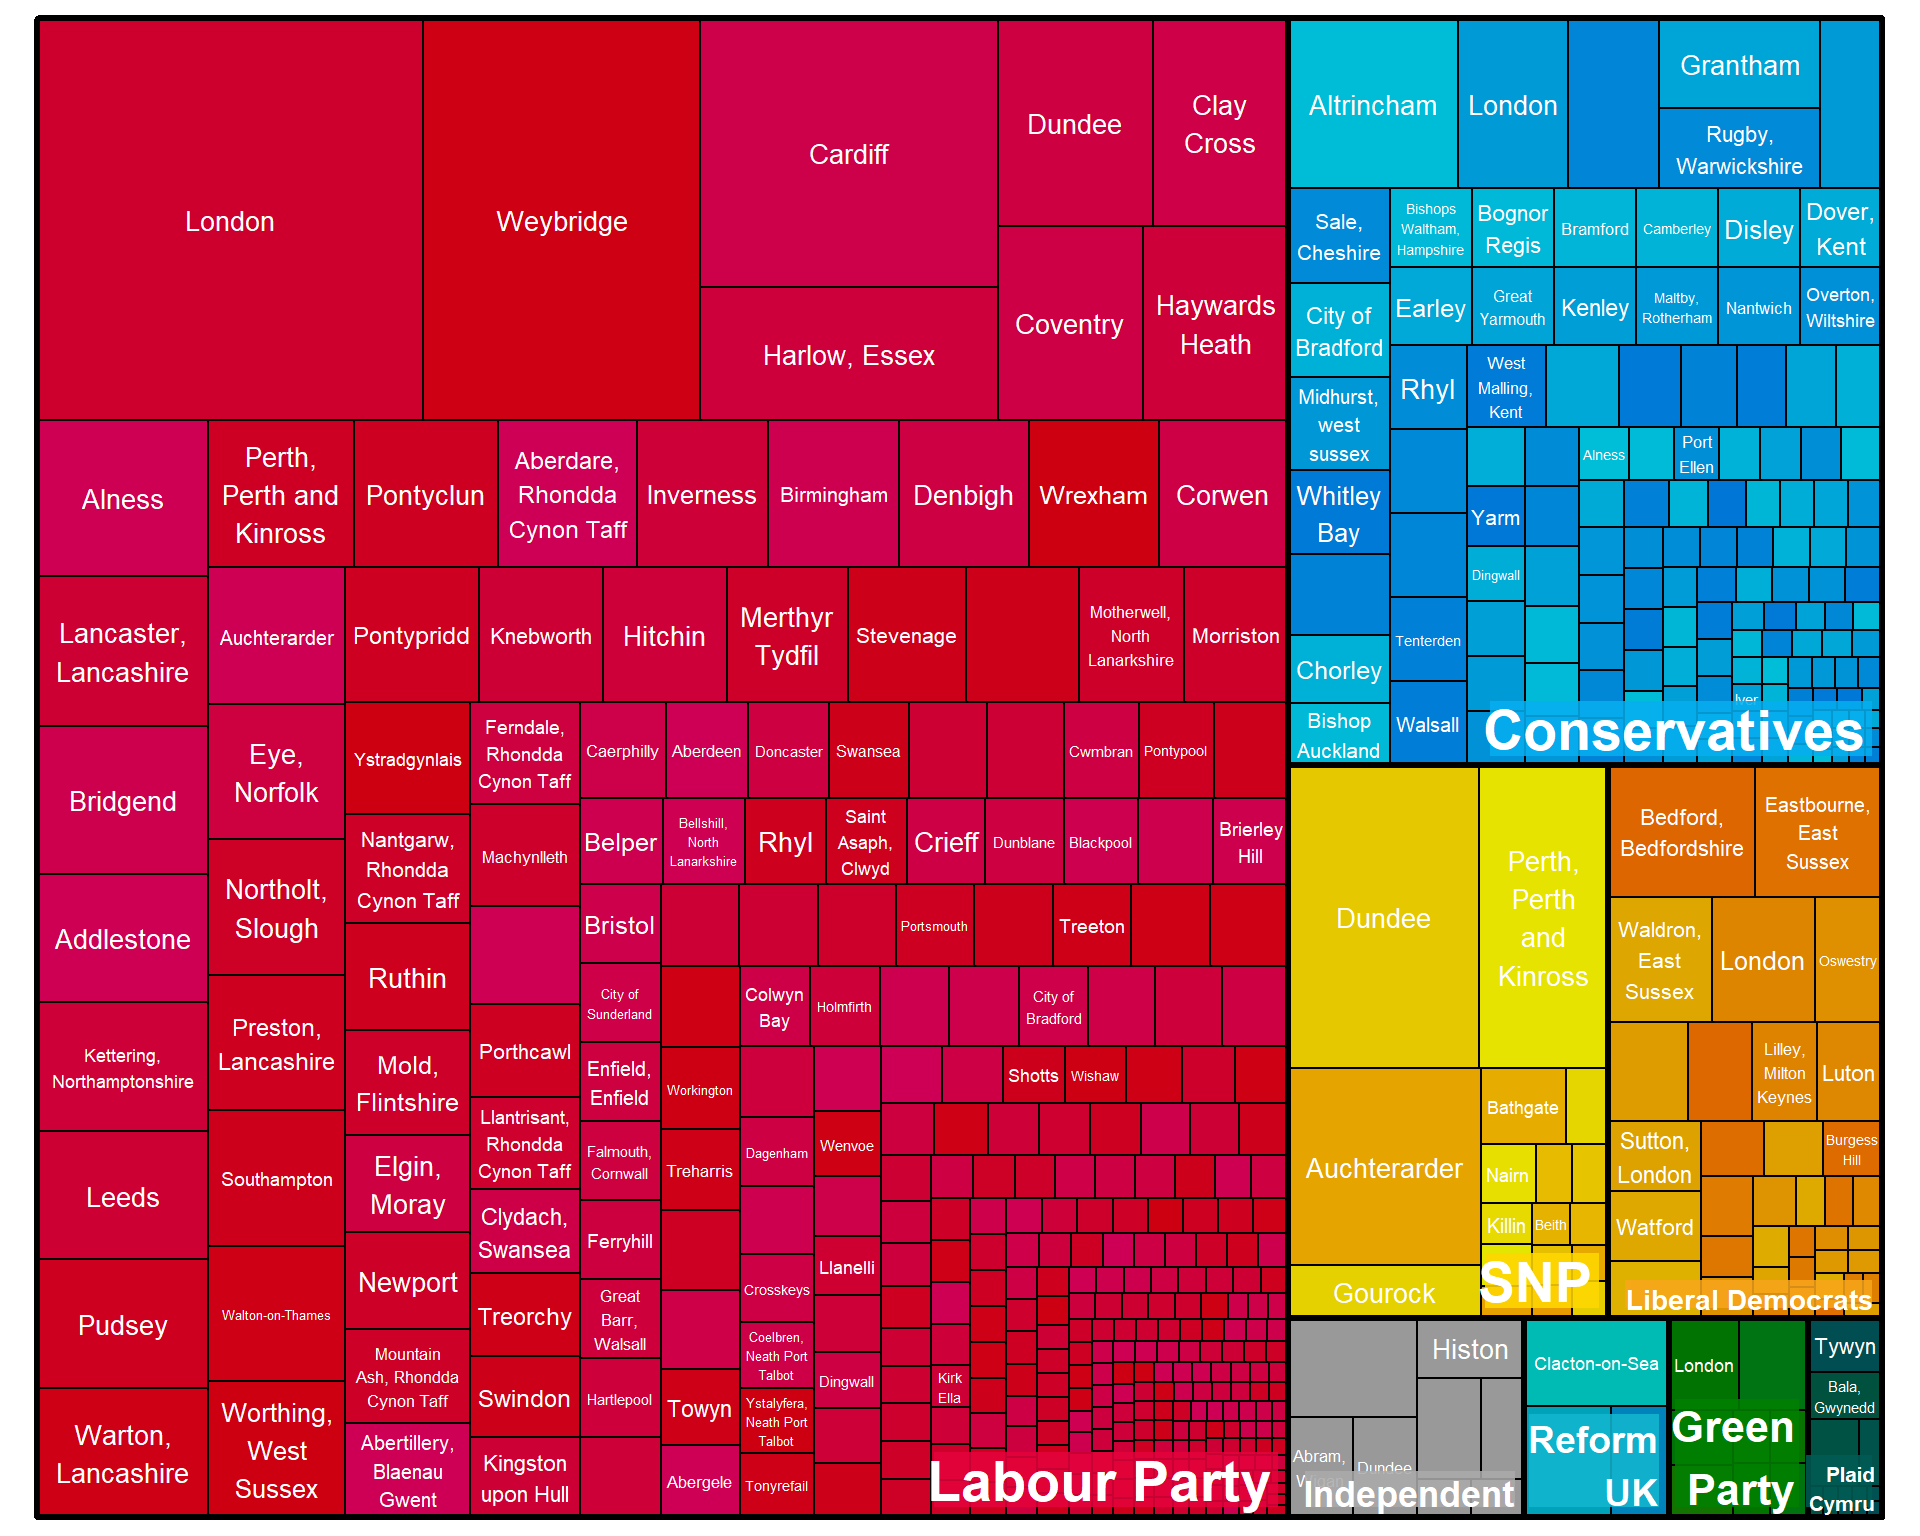 London
Weybridge
Cardiff
Harlow, Essex
Dundee
Clay
Cross
Coventry
Haywards
Heath
Alness
Perth,
Perth and
Kinross
Pontyclun
Aberdare,
Rhondda
Cynon Taff
Inverness
Birmingham
Denbigh
Wrexham
Corwen
Lancaster,
Lancashire
Auchterarder
Pontypridd
Knebworth
Hitchin
Merthyr
Tydfil
Stevenage
Motherwell,
North
Lanarkshire
Morriston
Bridgend
Eye,
Norfolk
Ystradgynlais
Ferndale,
Rhondda
Cynon Taff
Caerphilly
Aberdeen
Doncaster
Swansea
Cwmbran
Pontypool
Nantgarw,
Rhondda
Cynon Taff
Machynlleth
Belper
Bellshill,
North
Lanarkshire
Rhyl
Saint
Asaph,
Clwyd
Crieff
Dunblane
Blackpool
Brierley
Hill
Addlestone
Northolt,
Slough
Ruthin
Bristol
Portsmouth
Treeton
Kettering,
Northamptonshire
Preston,
Lancashire
Mold,
Flintshire
Porthcawl
City of
Sunderland
Colwyn
Bay
Holmfirth
City of
Bradford
Enfield,
Enfield
Workington
Shotts
Wishaw
Leeds
Southampton
Elgin,
Moray
Llantrisant,
Rhondda
Cynon Taff
Falmouth,
Cornwall
Treharris
Dagenham
Wenvoe
Clydach,
Swansea
Ferryhill
Llanelli
Pudsey
Walton-on-Thames
Newport
Treorchy
Great
Barr,
Walsall
Crosskeys
Coelbren,
Neath Port
Talbot
Warton,
Lancashire
Worthing,
West
Sussex
Mountain
Ash, Rhondda
Cynon Taff
Abertillery,
Blaenau
Gwent
Swindon
Kingston
upon Hull
Hartlepool
Towyn
Abergele
Ystalyfera,
Neath Port
Talbot
Tonyrefail
Dingwall
Kirk
Ella
Labour Party
Altrincham
London
Grantham
Rugby,
Warwickshire
Sale,
Cheshire
Bishops
Waltham,
Hampshire
Bognor
Regis
Bramford
Camberley
Disley
Dover,
Kent
City of
Bradford
Earley
Great
Yarmouth
Kenley
Maltby,
Rotherham
Nantwich
Overton,
Wiltshire
Midhurst,
west
sussex
Rhyl
West
Malling,
Kent
Alness
Port
Ellen
Whitley
Bay
Yarm
Dingwall
Chorley
Tenterden
Bishop
Auckland
Walsall
Iver
Conservatives
Dundee
Perth,
Perth
and
Kinross
Auchterarder
Bathgate
Nairn
Killin
Beith
Gourock
SNP
Bedford,
Bedfordshire
Eastbourne,
East
Sussex
Waldron,
East
Sussex
London
Oswestry
Lilley,
Milton
Keynes
Luton
Sutton,
London
Burgess
Hill
Watford
Liberal Democrats
Histon
Abram,
Wigan
Dundee
Independent
Clacton-on-Sea
Reform
UK
London
Green
Party
Tywyn
Bala,
Gwynedd
Plaid
Cymru